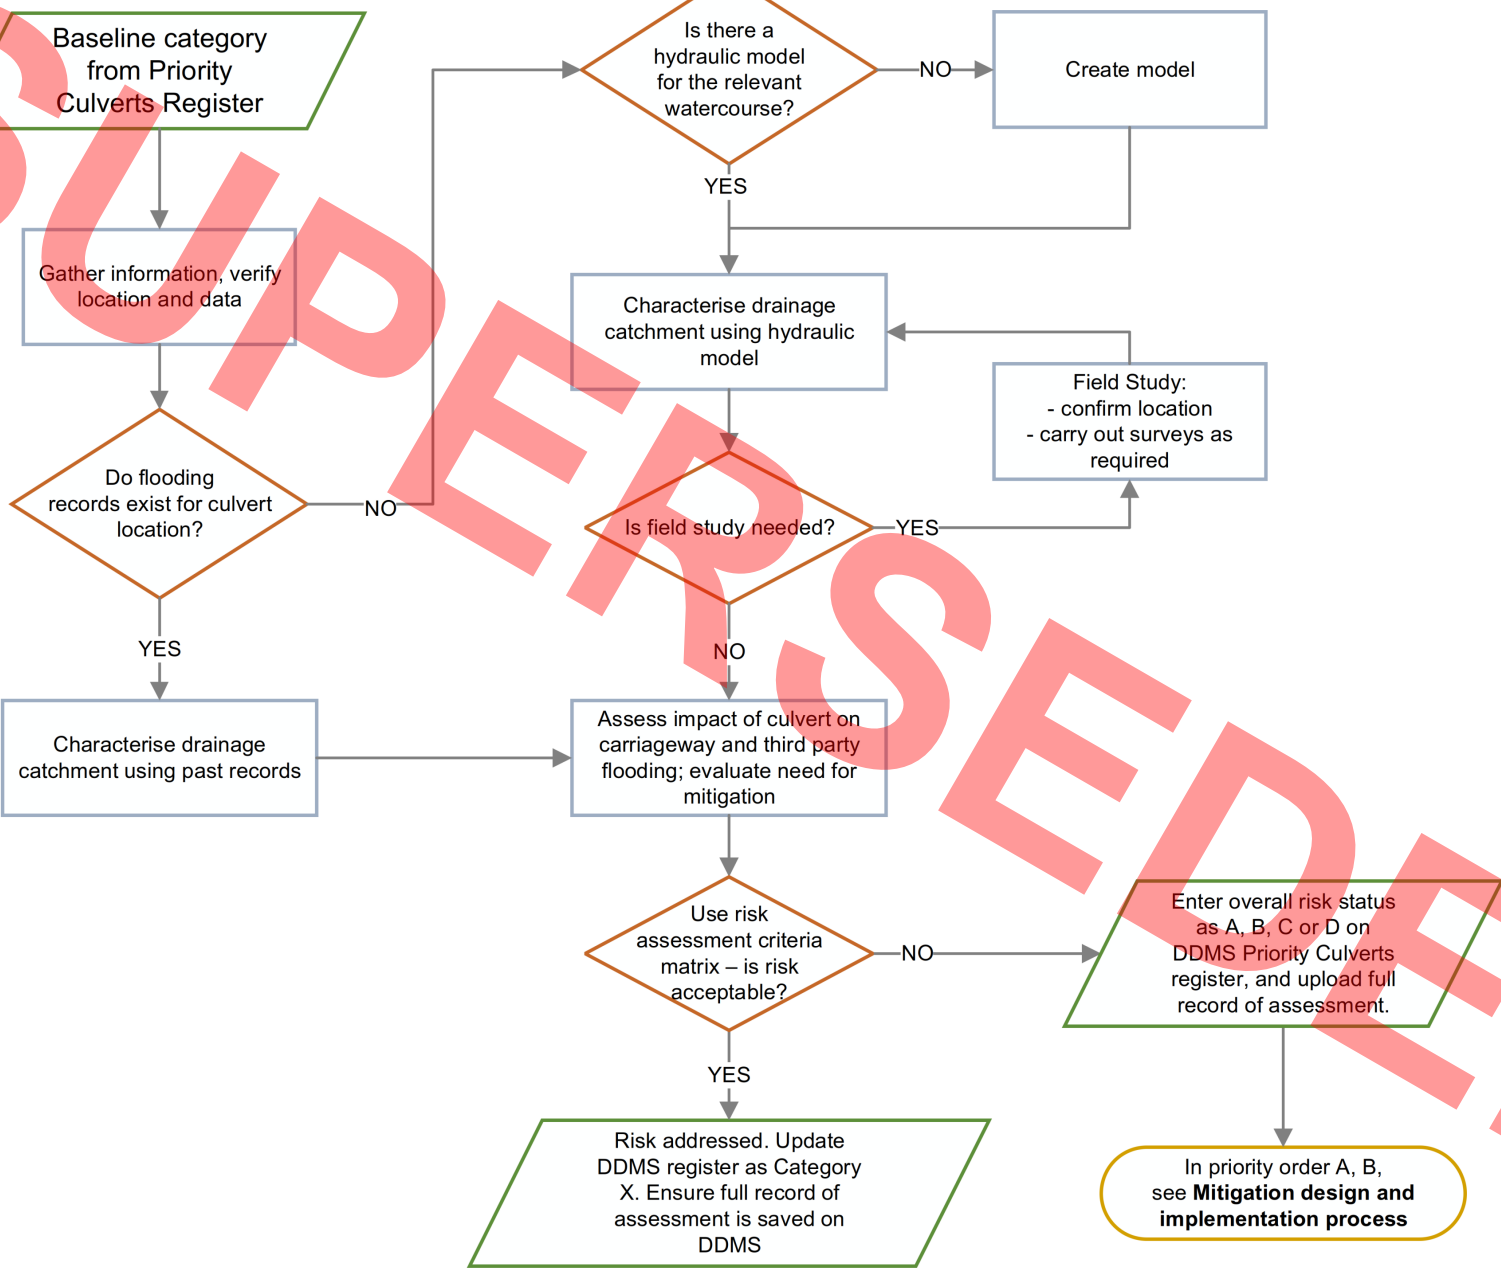 Baseline category
from Priority
Culverts Register
Is there a
hydraulic model
for the relevant
watercourse?
NO
Create model
YES
Gather information, verify
location and data
Characterise drainage
catchment using hydraulic
model
Field Study:
- confirm location
- carry out surveys as
required
Do flooding
records exist for culvert
location?
NO
Is field study needed?
YES
YES
NO
Characterise drainage
catchment using past records
Assess impact of culvert on
carriageway and third party
flooding; evaluate need for
mitigation
Use risk
assessment criteria
matrix – is risk
acceptable?
NO
Enter overall risk status
as A, B, C or D on
DDMS Priority Culverts
register, and upload full
record of assessment.
YES
Risk addressed. Update
DDMS register as Category
X. Ensure full record of
assessment is saved on
DDMS
In priority order A, B,
see Mitigation design and
implementation process
SUPERSEDE